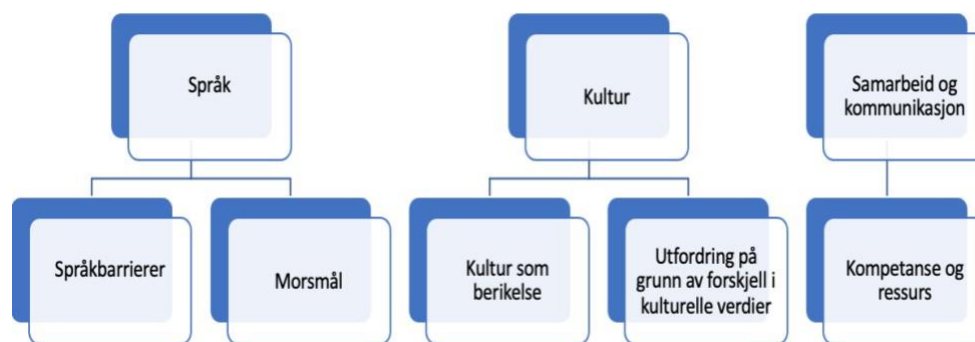 Språk
Kultur
Samarbeid og
kommunikasjon
Språkbarrierer
Morsmål
Kultur som
berikelse
Utfordring på
grunn av forskjell i
kulturelle verdier
Kompetanse og
ressurs